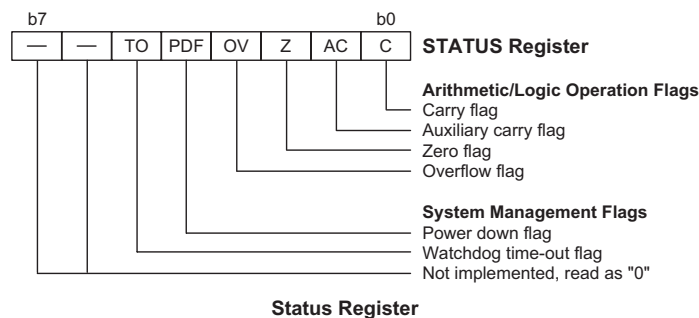 b7 b0
— — TO PDF OV Z AC C STATUS Register
Arithmetic/Logic Operation Flags
Carry flag
Auxiliary carry flag
Zero flag
Overflow flag
System Management Flags
Power down flag
Watchdog time-out flag
Not implemented, read as "0"
Status Register